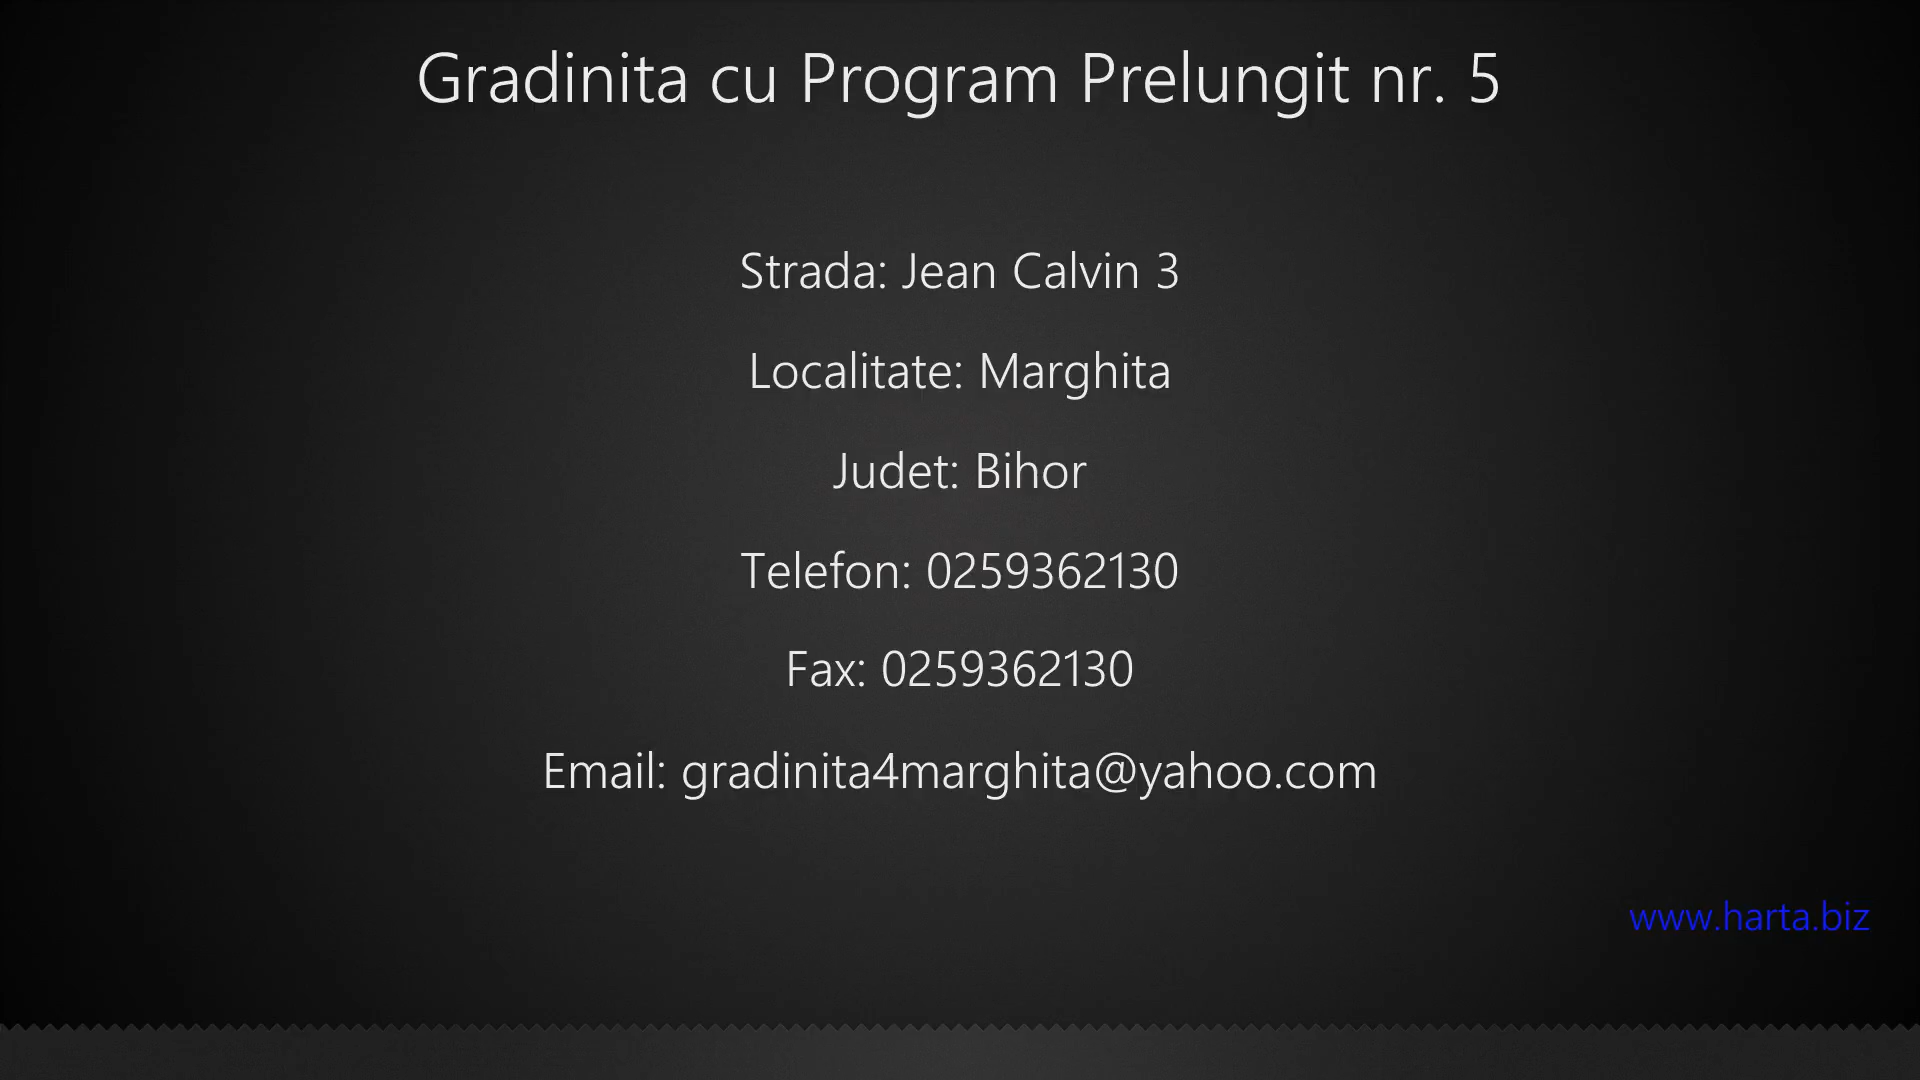 Gradinita cu Program Prelungit nr. 5
Strada: Jean Calvin 3
Localitate: Marghita
Judet: Bihor
Telefon: 0259362130
Fax: 0259362130
Email: gradinita4marghita@yahoo.com
www.harta.biz